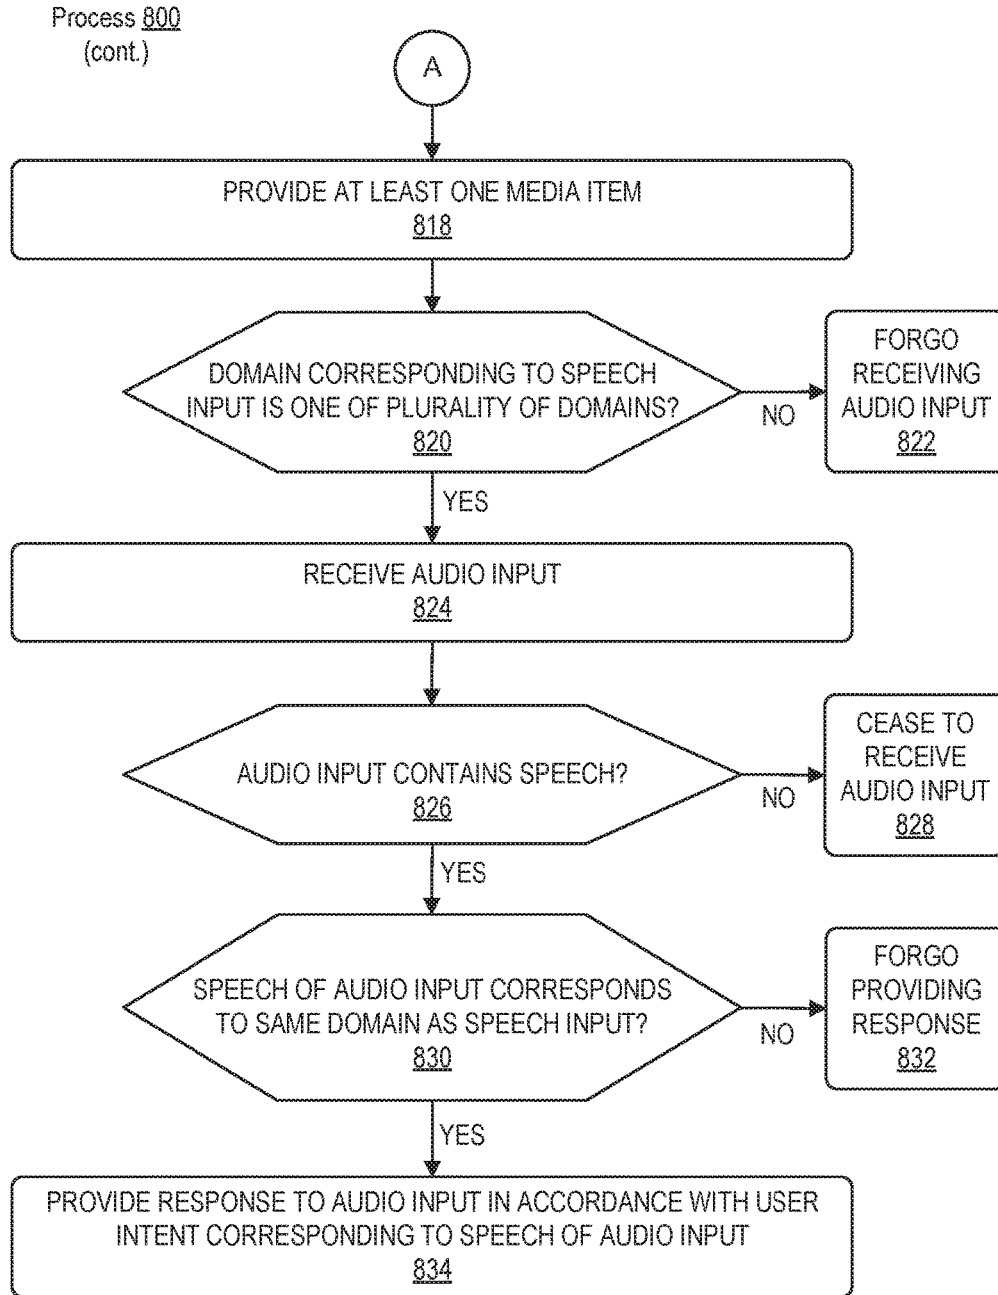 Process 800
(cont.)
A
PROVIDE AT LEAST ONE MEDIA ITEM
818
DOMAIN CORRESPONDING TO SPEECH
INPUT IS ONE OF PLURALITY OF DOMAINS?
820
NO
FORGO
RECEIVING
AUDIO INPUT
822
YES
RECEIVE AUDIO INPUT
824
AUDIO INPUT CONTAINS SPEECH?
826
NO
CEASE TO
RECEIVE
AUDIO INPUT
828
YES
SPEECH OF AUDIO INPUT CORRESPONDS
TO SAME DOMAIN AS SPEECH INPUT?
830
NO
FORGO
PROVIDING
RESPONSE
832
YES
PROVIDE RESPONSE TO AUDIO INPUT IN ACCORDANCE WITH USER
INTENT CORRESPONDING TO SPEECH OF AUDIO INPUT
834